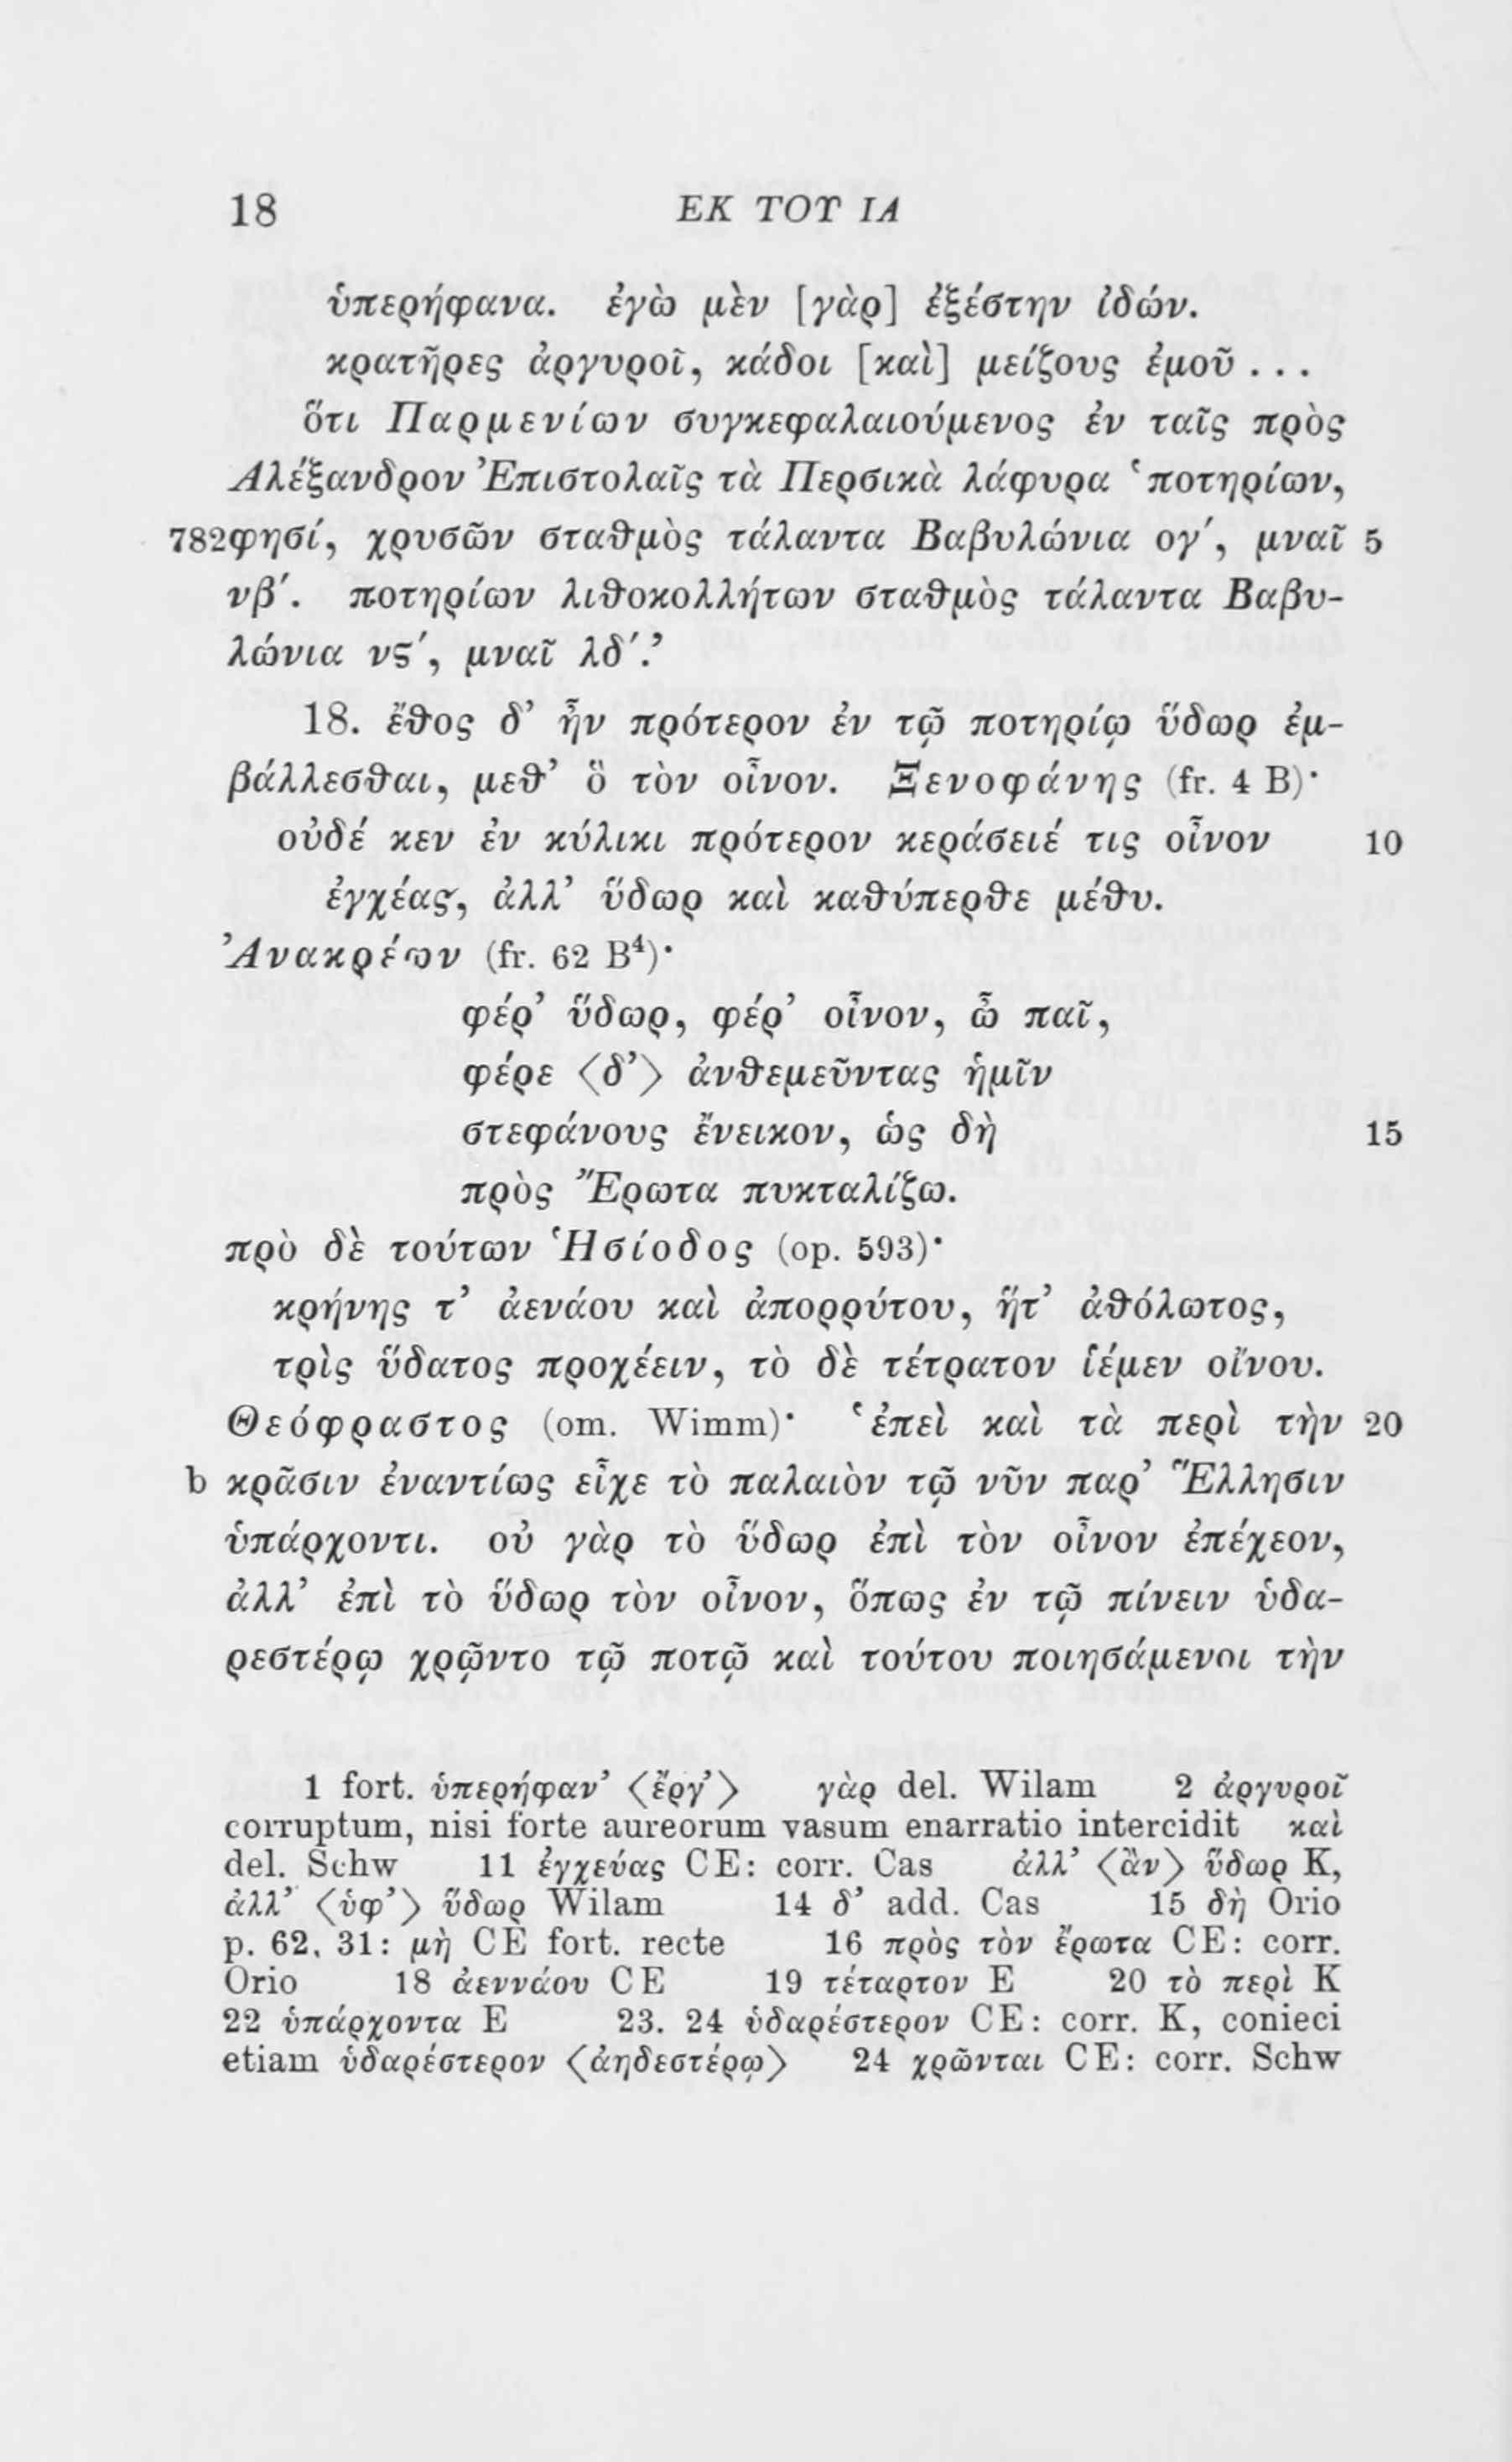 18 ΕΚ ΤΟΥ ΙΑ
ὑπερήφανα. ἐγὼ μὲν [γὰρ] ἐξέστην ἰδών.
κρατῆρες ἀργυροῖ, κάδοι [καὶ] μείζους ἐμοῦ ...
ὅτι Παρμενίων συγκεφαλαιούμενος ἐν ταῖς πρὸς
Ἀλέξανδρον Ἐπιστολαῖς τὰ Περσικὰ λάφυρα ‘ποτηρίων,
782 φησί, χρυσῶν σταθμὸς τάλαντα Βαβυλώνια ογ′, μναῖ 5
νβ′. ποτηρίων λιθοκολλήτων σταθμὸς τάλαντα Βαβυ-
λώνια νϛ′, μναῖ λδ′.’
18. ἔθος δ’ ἦν πρότερον ἐν τῷ ποτηρίῳ ὕδωρ ἐμ-
βάλλεσθαι, μεθ’ ὃ τὸν οἶνον. Ξενοφάνης (fr. 4 B)·
οὐδέ κεν ἐν κύλικι πρότερον κεράσειέ τις οἶνον 10
ἐγχέας, ἀλλ’ ὕδωρ καὶ καθύπερθε μέθυ.
Ἀνακρέων (fr. 62 B⁴)·
φέρ’ ὕδωρ, φέρ’ οἶνον, ὦ παῖ,
φέρε ⟨δ’⟩ ἀνθεμεῦντας ἡμῖν
στεφάνους ἔνεικον, ὡς δὴ 15
πρὸς Ἔρωτα πυκταλίζω.
πρὸ δὲ τούτων Ἡσίοδος (op. 593)·
κρήνης τ’ ἀενάου καὶ ἀπορρύτου, ἥτ’ ἀθόλωτος,
τρὶς ὕδατος προχέειν, τὸ δὲ τέτρατον ἱέμεν οἴνου.
Θεόφραστος (om. Wimm)· ‘ἐπεὶ καὶ τὰ περὶ τὴν 20
b κρᾶσιν ἐναντίως εἶχε τὸ παλαιὸν τῷ νῦν παρ’ Ἕλλησιν
ὑπάρχοντι. οὐ γὰρ τὸ ὕδωρ ἐπὶ τὸν οἶνον ἐπέχεον,
ἀλλ’ ἐπὶ τὸ ὕδωρ τὸν οἶνον, ὅπως ἐν τῷ πίνειν ὑδα-
ρεστέρῳ χρῷντο τῷ ποτῷ καὶ τούτου ποιησάμενοι τὴν
1 fort. ὑπερήφαν’ ⟨ἔργ’⟩ γὰρ del. Wilam 2 ἀργυροῖ
corruptum, nisi forte aureorum vasum enarratio intercidit καὶ
del. Schw 11 ἐγχεύας CE: corr. Cas ἀλλ’ ⟨ἂν⟩ ὕδωρ K,
ἀλλ’ ⟨ὑφ’⟩ ὕδωρ Wilam 14 δ’ add. Cas 15 δὴ Orio
p. 62, 31: μὴ CE fort. recte 16 πρὸς τὸν ἔρωτα CE: corr.
Orio 18 ἀεννάου CE 19 τέταρτον E 20 τὸ περὶ K
22 ὑπάρχοντα E 23. 24 ὑδαρέστερον CE: corr. K, conieci
etiam ὑδαρέστερον ⟨ἀηδεστέρῳ⟩ 24 χρῶνται CE: corr. Schw